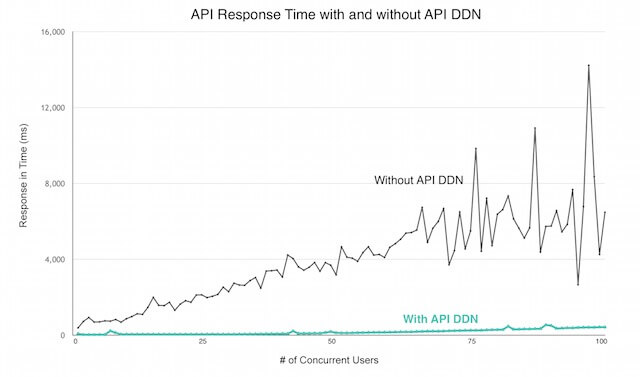 API Response Time with and without API DDN
16,000
12,000
8,000
4,000
0
Response in Time (ms)
Without API DDN
With API DDN
0
25
50
75
100
# of Concurrent Users